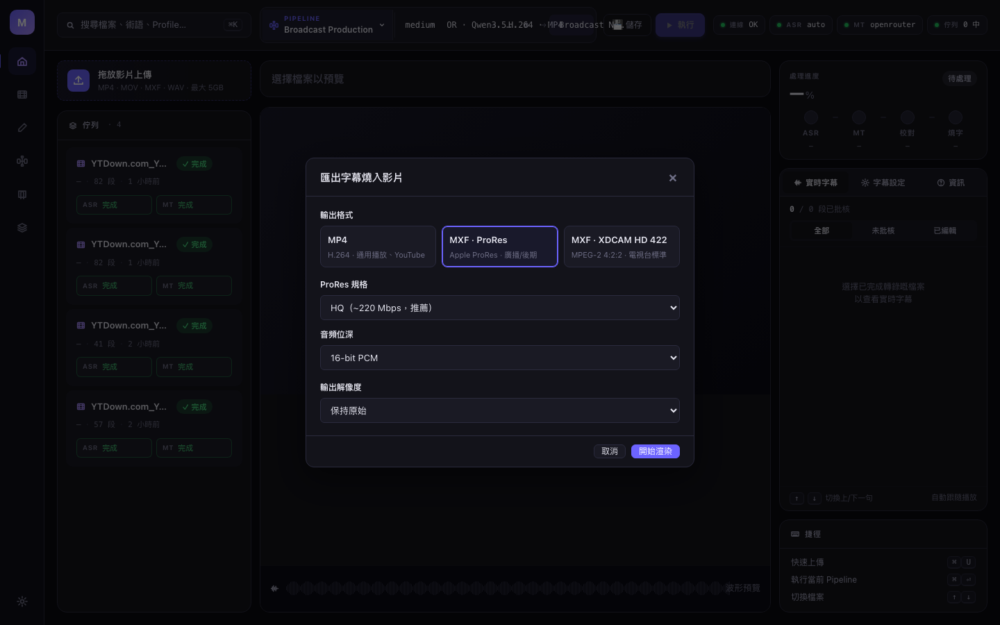 M
搜尋檔案、術語、Profile...
⌘K
PIPELINE
Broadcast Production
medium
OR · Qwen3.5
H.264
MP4
Broadcast N
儲存
執行
連線 OK
ASR auto
MT openrouter
佇列 0 中
拖放影片上傳
MP4 · MOV · MXF · WAV · 最大 5GB
佇列 · 4
YTDown.com_Y...
完成
— · 82 段 · 1 小時前
ASR 完成
MT 完成
YTDown.com_Y...
完成
— · 82 段 · 1 小時前
ASR 完成
MT 完成
YTDown.com_Y...
完成
— · 41 段 · 2 小時前
ASR 完成
MT 完成
YTDown.com_Y...
完成
— · 57 段 · 2 小時前
ASR 完成
MT 完成
選擇檔案以預覽
匯出字幕燒入影片
×
輸出格式
MP4
H.264 · 通用播放、YouTube
MXF · ProRes
Apple ProRes · 廣播/後期
MXF · XDCAM HD 422
MPEG-2 4:2:2 · 電視台標準
ProRes 規格
HQ（~220 Mbps，推薦）
音頻位深
16-bit PCM
輸出解像度
保持原始
取消
開始渲染
波形預覽
處理進度
待處理
—%
ASR
MT
校對
燒字
–
–
–
–
實時字幕
字幕設定
資訊
0 / 0 段已批核
全部
未批核
已編輯
選擇已完成轉錄嘅檔案
以查看實時字幕
↑ ↓ 切換上/下一句
自動跟隨播放
捷徑
快速上傳
⌘ U
執行當前 Pipeline
⌘ ⏎
切換檔案
↑ ↓